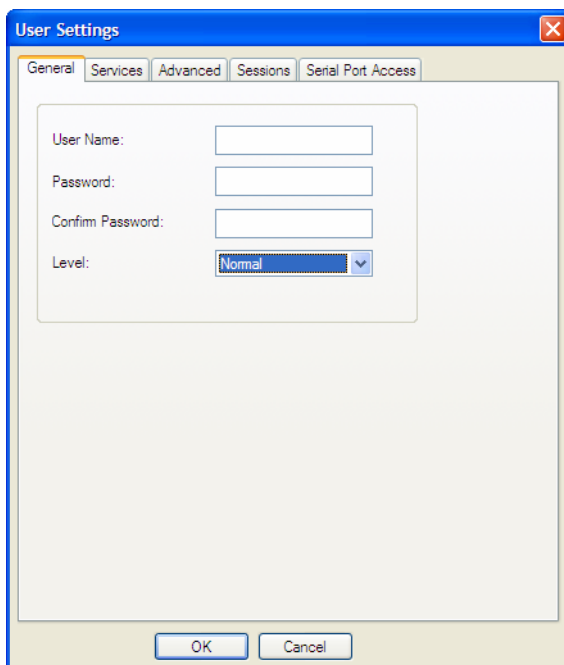 User Settings
General Services Advanced Sessions Serial Port Access
User Name:
Password:
Confirm Password:
Level: Normal
OK Cancel